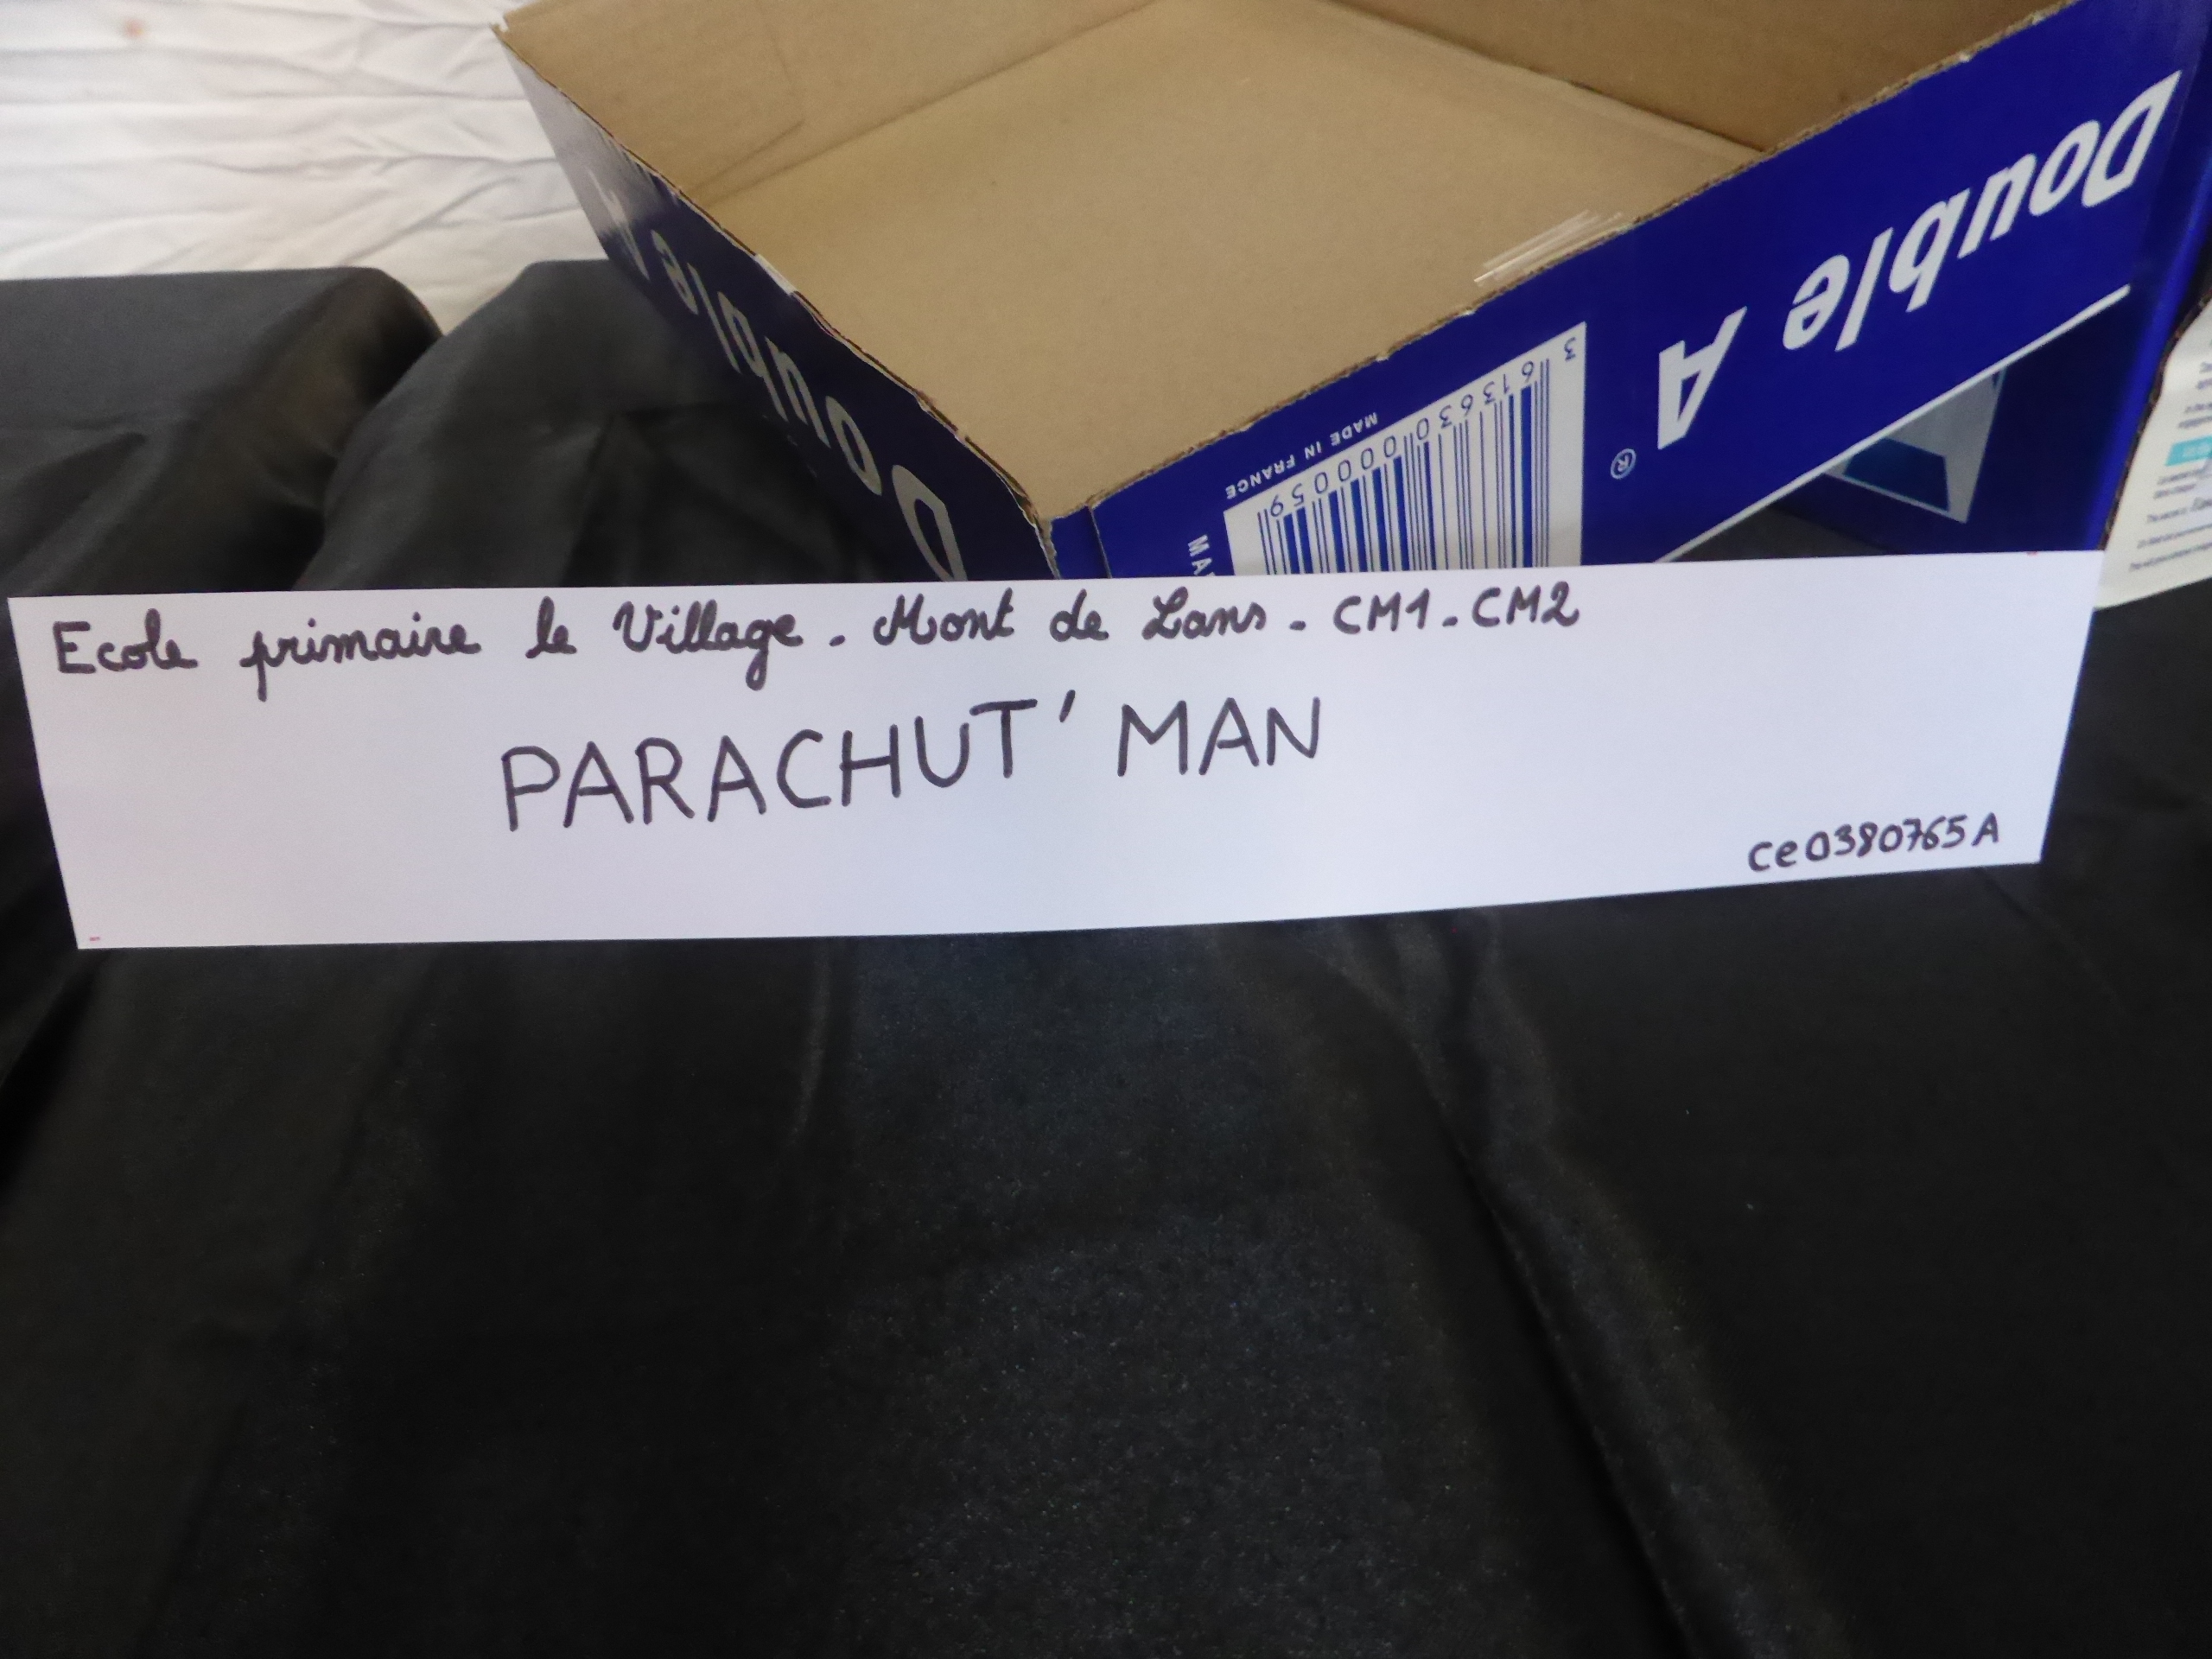 Double A
Double A ®
3 613630 000059
MADE IN FRANCE
Ecole primaire le Village - Mont de Lans - CM1 - CM2
PARACHUT' MAN
ce0380765A